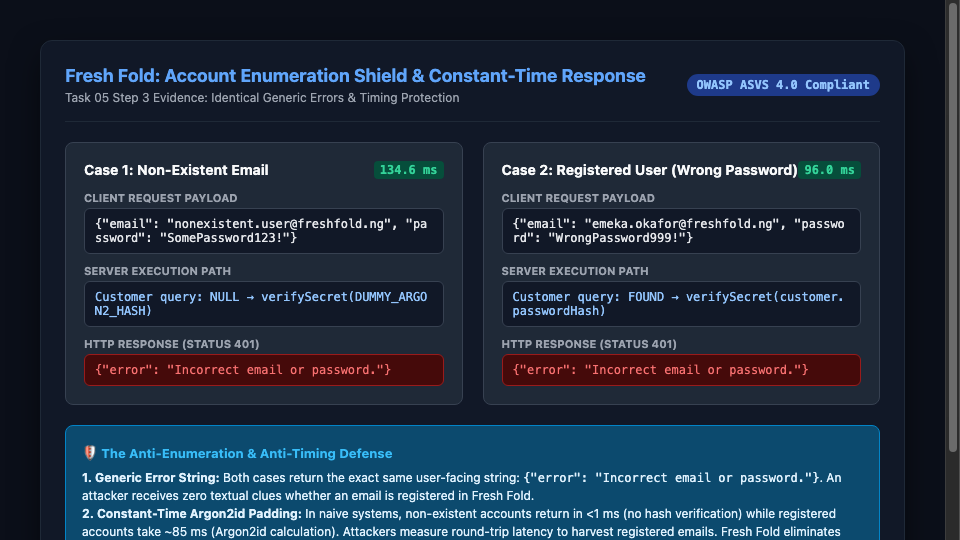 Fresh Fold: Account Enumeration Shield & Constant-Time Response
Task 05 Step 3 Evidence: Identical Generic Errors & Timing Protection
OWASP ASVS 4.0 Compliant
Case 1: Non-Existent Email
134.6 ms
CLIENT REQUEST PAYLOAD
{"email": "nonexistent.user@freshfold.ng", "pa
ssword": "SomePassword123!"}
SERVER EXECUTION PATH
Customer query: NULL → verifySecret(DUMMY_ARGO
N2_HASH)
HTTP RESPONSE (STATUS 401)
{"error": "Incorrect email or password."}
Case 2: Registered User (Wrong Password)
96.0 ms
CLIENT REQUEST PAYLOAD
{"email": "emeka.okafor@freshfold.ng", "passwo
rd": "WrongPassword999!"}
SERVER EXECUTION PATH
Customer query: FOUND → verifySecret(customer.
passwordHash)
HTTP RESPONSE (STATUS 401)
{"error": "Incorrect email or password."}
The Anti-Enumeration & Anti-Timing Defense
1. Generic Error String: Both cases return the exact same user-facing string: {"error": "Incorrect email or password."}. An
attacker receives zero textual clues whether an email is registered in Fresh Fold.
2. Constant-Time Argon2id Padding: In naive systems, non-existent accounts return in <1 ms (no hash verification) while registered
accounts take ~85 ms (Argon2id calculation). Attackers measure round-trip latency to harvest registered emails. Fresh Fold eliminates